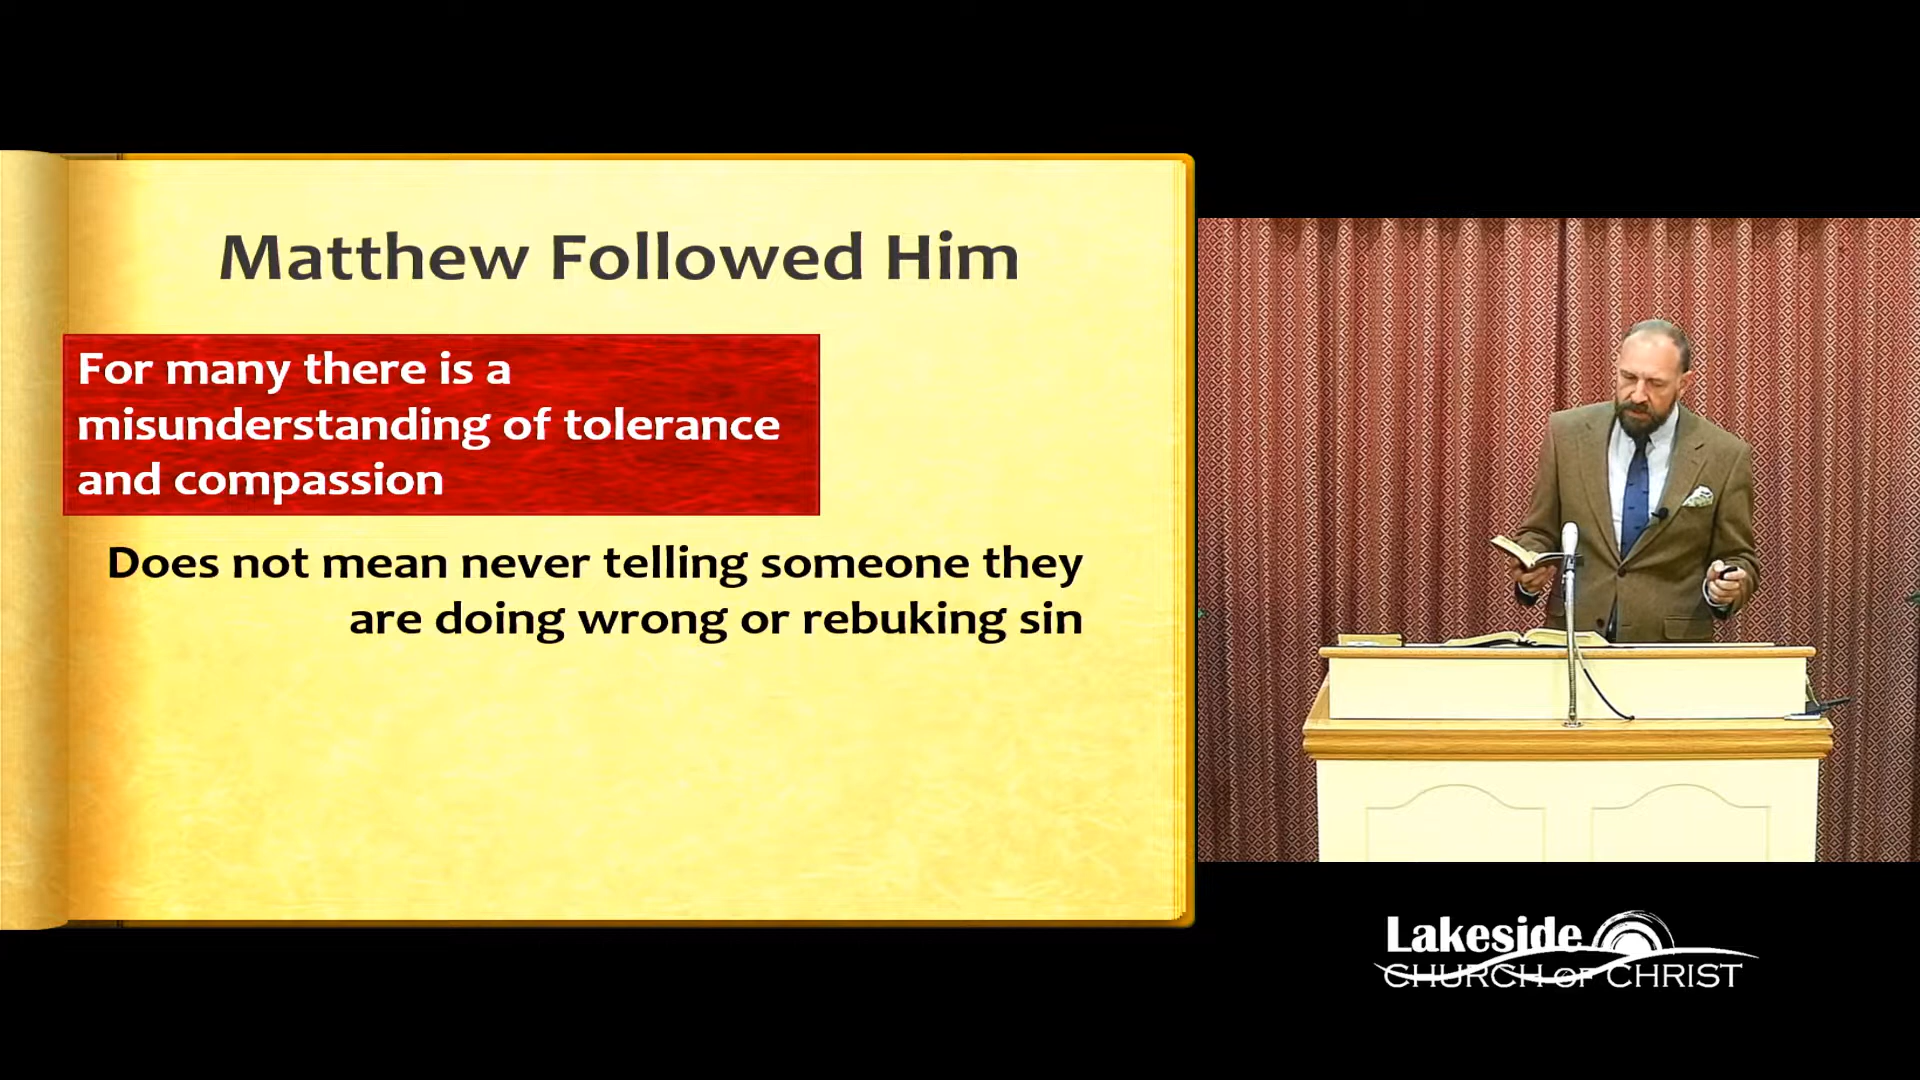 Matthew Followed Him
For many there is a
misunderstanding of tolerance
and compassion
Does not mean never telling someone they
are doing wrong or rebuking sin
Lakeside
CHURCH OF CHRIST